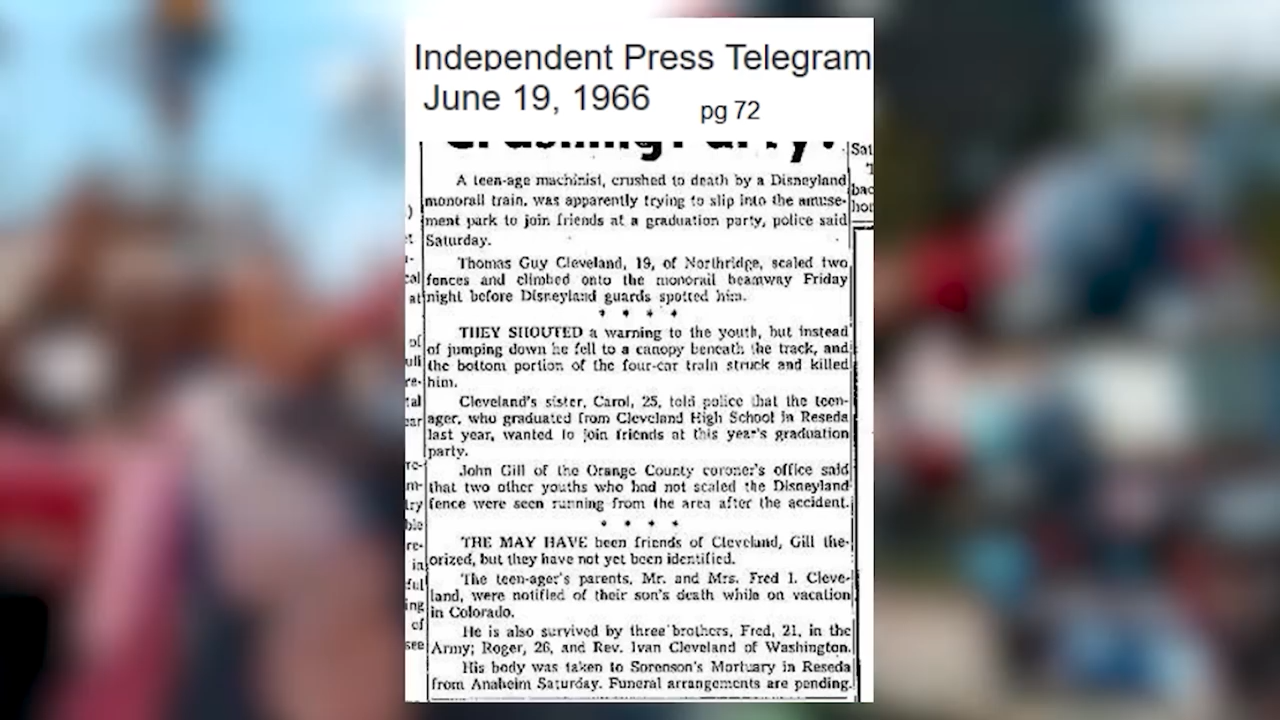 Independent Press Telegram
June 19, 1966
pg 72
A teen-age machinist, crushed to death by a Disneyland
monorail train, was apparently trying to slip into the amuse-
ment park to join friends at a graduation party, police said
Saturday.
Thomas Guy Cleveland, 19, of Northridge, scaled two
fences and climbed onto the monorail beamway Friday
night before Disneyland guards spotted him.
* * * *
THEY SHOUTED a warning to the youth, but instead
of jumping down he fell to a canopy beneath the track, and
the bottom portion of the four-car train struck and killed
him.
Cleveland's sister, Carol, 25, told police that the teen-
ager, who graduated from Cleveland High School in Reseda
last year, wanted to join friends at this year's graduation
party.
John Gill of the Orange County coroner's office said
that two other youths who had not scaled the Disneyland
fence were seen running from the area after the accident.
* * * *
THE MAY HAVE been friends of Cleveland, Gill the-
orized, but they have not yet been identified.
The teen-ager's parents, Mr. and Mrs. Fred I. Cleve-
land, were notified of their son's death while on vacation
in Colorado.
He is also survived by three brothers, Fred, 21, in the
Army; Roger, 26, and Rev. Ivan Cleveland of Washington.
His body was taken to Sorenson's Mortuary in Reseda
from Anaheim Saturday. Funeral arrangements are pending.